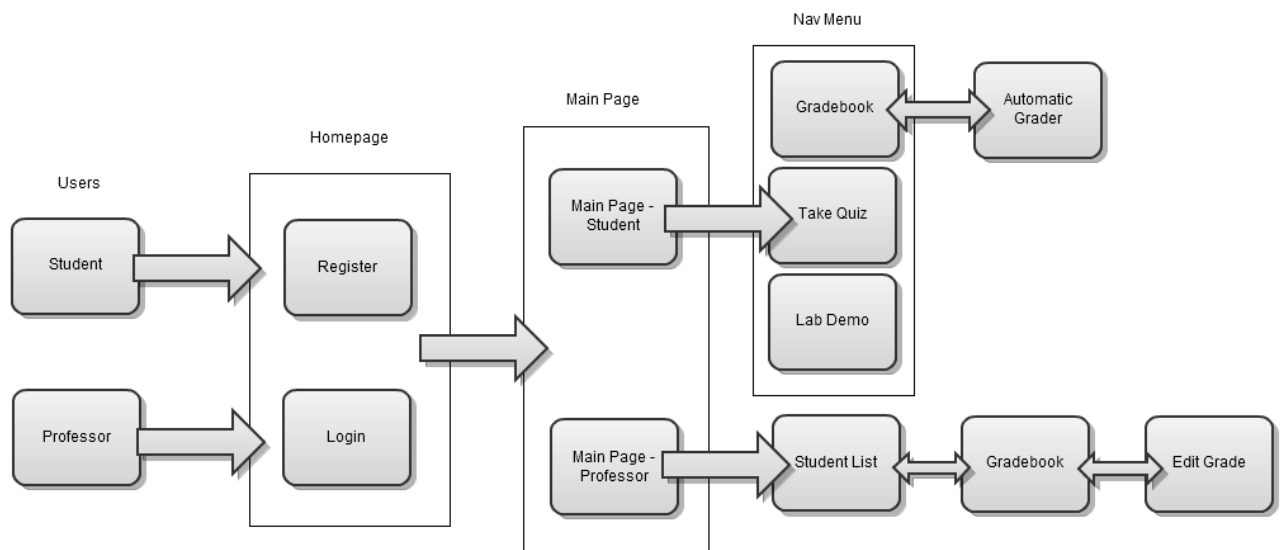 Nav Menu
Main Page
Homepage
Users
Student
Professor
Register
Login
Main Page -
Student
Main Page -
Professor
Gradebook
Take Quiz
Lab Demo
Automatic
Grader
Student List
Gradebook
Edit Grade